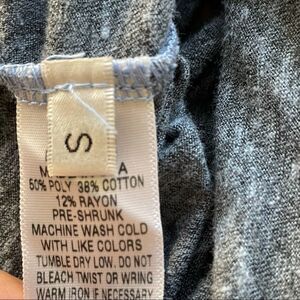 S
50% POLY 38% COTTON
12% RAYON
PRE-SHRUNK
MACHINE WASH COLD
WITH LIKE COLORS
TUMBLE DRY LOW. DO NOT
BLEACH TWIST OR WRING
WARM IRON IF NECESSARY